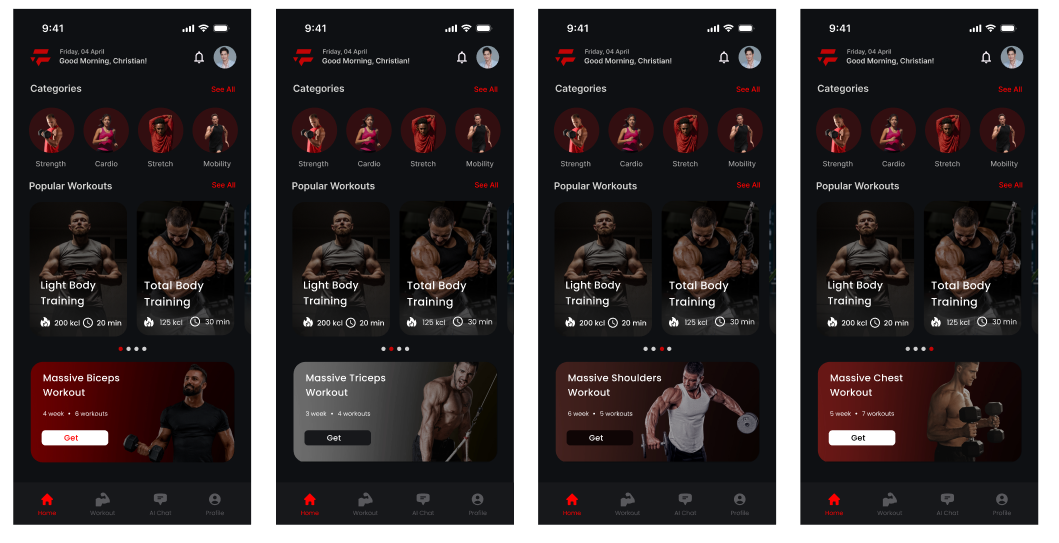 9:41
Friday, 04 April
Good Morning, Christian!
Categories See All
Strength Cardio Stretch Mobility
Popular Workouts See All
Light Body Training
Total Body Training
200 kcl 20 min
125 kcl 30 min
Massive Biceps
Workout
4 week • 6 workouts
Get
Home Workout AI Chat Profile
9:41
Friday, 04 April
Good Morning, Christian!
Categories See All
Strength Cardio Stretch Mobility
Popular Workouts See All
Light Body Training
Total Body Training
200 kcl 20 min
125 kcl 30 min
Massive Triceps
Workout
3 week • 4 workouts
Get
Home Workout AI Chat Profile
9:41
Friday, 04 April
Good Morning, Christian!
Categories See All
Strength Cardio Stretch Mobility
Popular Workouts See All
Light Body Training
Total Body Training
200 kcl 20 min
125 kcl 30 min
Massive Shoulders
Workout
6 week • 5 workouts
Get
Home Workout AI Chat Profile
9:41
Friday, 04 April
Good Morning, Christian!
Categories See All
Strength Cardio Stretch Mobility
Popular Workouts See All
Light Body Training
Total Body Training
200 kcl 20 min
125 kcl 30 min
Massive Chest
Workout
5 week • 7 workouts
Get
Home Workout AI Chat Profile